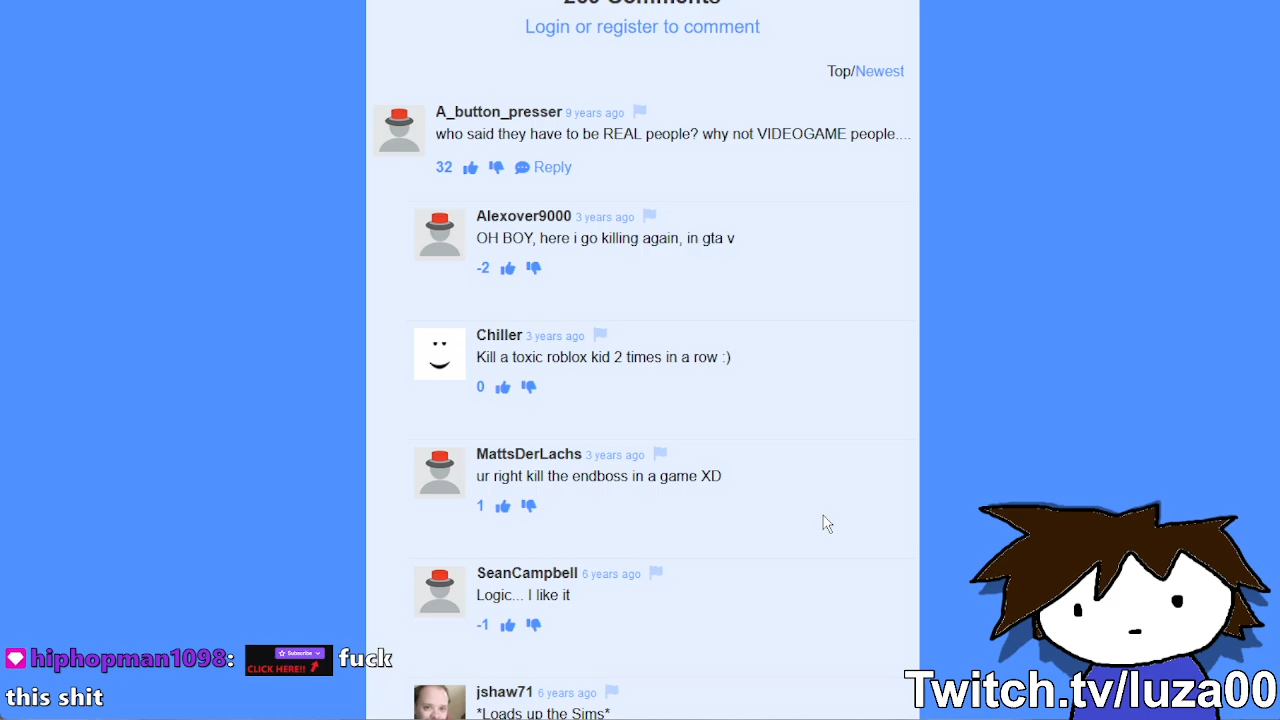 260 Comments
Login or register to comment
Top/Newest
A_button_presser 9 years ago
who said they have to be REAL people? why not VIDEOGAME people....
32 Reply
Alexover9000 3 years ago
OH BOY, here i go killing again, in gta v
-2
Chiller 3 years ago
Kill a toxic roblox kid 2 times in a row :)
0
MattsDerLachs 3 years ago
ur right kill the endboss in a game XD
1
SeanCampbell 6 years ago
Logic... I like it
-1
jshaw71 6 years ago
*Loads up the Sims*
hiphopman1098: Subscribe CLICK HERE!! fuck
this shit
Twitch.tv/luza00